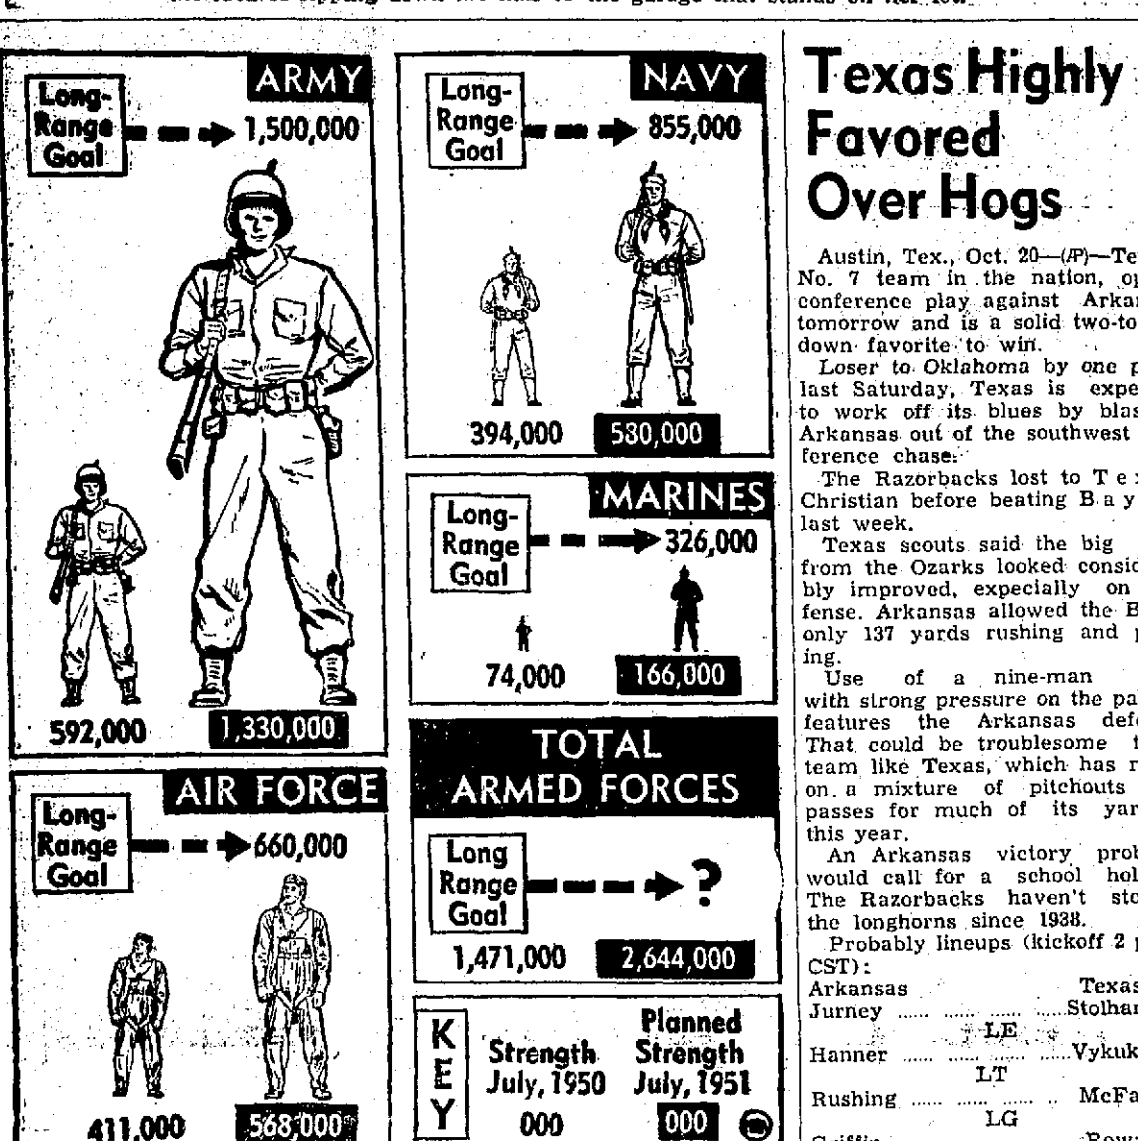 ARMY
Long-
Range
Goal
1,500,000
592,000
1,330,000
AIR FORCE
Long-
Range
Goal
660,000
411,000
568,000
NAVY
Long-
Range
Goal
855,000
394,000
580,000
MARINES
Long-
Range
Goal
326,000
74,000
166,000
TOTAL
ARMED FORCES
Long
Range
Goal
?
1,471,000
2,644,000
KEY
Strength
July, 1950
000
Planned
Strength
July, 1951
000
Texas Highly
Favored
Over Hogs
Austin, Tex., Oct. 20—(AP)—Te
No. 7 team in the nation, op
conference play against Arkan
tomorrow and is a solid two-to
down favorite to win.
Loser to Oklahoma by one p
last Saturday, Texas is expe
to work off its blues by blas
Arkansas out of the southwest
ference chase.
The Razorbacks lost to Tex
Christian before beating Bay
last week.
Texas scouts said the big
from the Ozarks looked consid
bly improved, expecially on
fense. Arkansas allowed the B
only 137 yards rushing and p
ing.
Use of a nine-man
with strong pressure on the pa
features the Arkansas defe
That could be troublesome t
team like Texas, which has r
on a mixture of pitchouts
passes for much of its yar
this year.
An Arkansas victory prob
would call for a school hol
The Razorbacks haven't sto
the longhorns since 1938.
Probably lineups (kickoff 2 p
CST):
Arkansas Texas
Jurney ...... ...... ...... ......Stolhan
LE
Hanner ...... ...... ...... ......Vykuk
LT
Rushing ...... ...... ...... .. McFa
LG